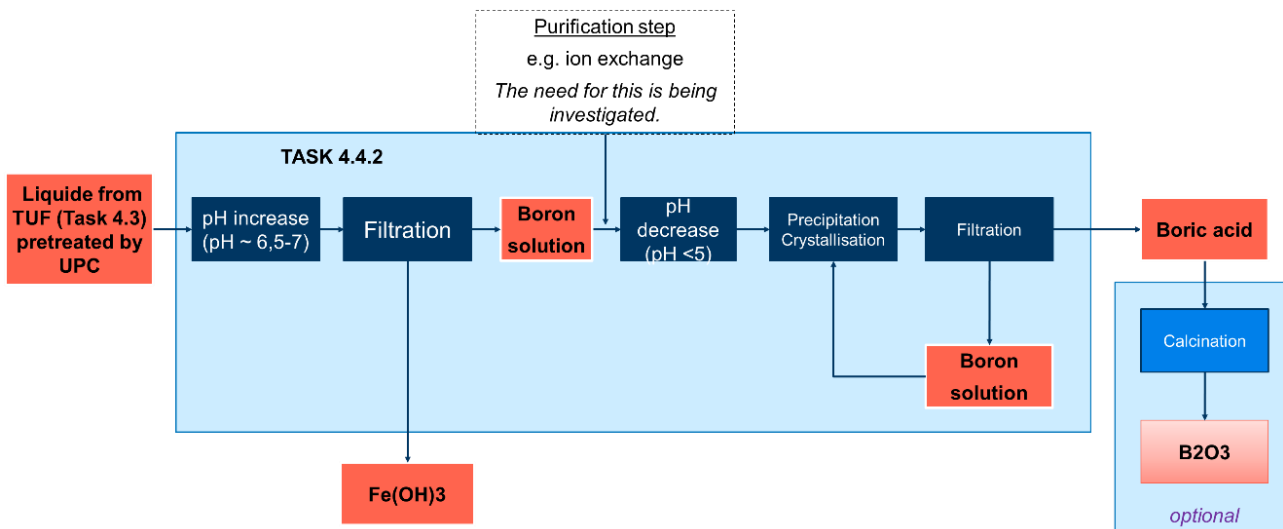 Purification step
e.g. ion exchange
The need for this is being
investigated.
TASK 4.4.2
Liquide from
TUF (Task 4.3)
pretreated by
UPC
pH increase
(pH ~ 6,5-7)
Filtration
Boron
solution
pH
decrease
(pH <5)
Precipitation
Crystallisation
Filtration
Boric acid
Boron
solution
Calcination
B2O3
optional
Fe(OH)3